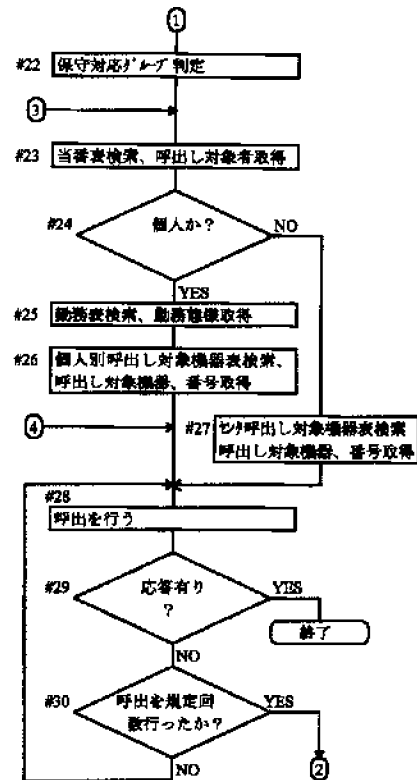 1
#22 保守対応グループ判定
3
#23 当番表検索、呼出し対象者取得
#24 個人か?
NO
YES
#25 勤務表検索、勤務態様取得
#26 個人別呼出し対象機器表検索、
呼出し対象機器、番号取得
4
#27 センタ呼出し対象機器表検索
呼出し対象機器、番号取得
#28
呼出を行う
#29 応答有り
?
YES
終了
NO
#30 呼出を規定回
数行ったか?
YES
NO
2